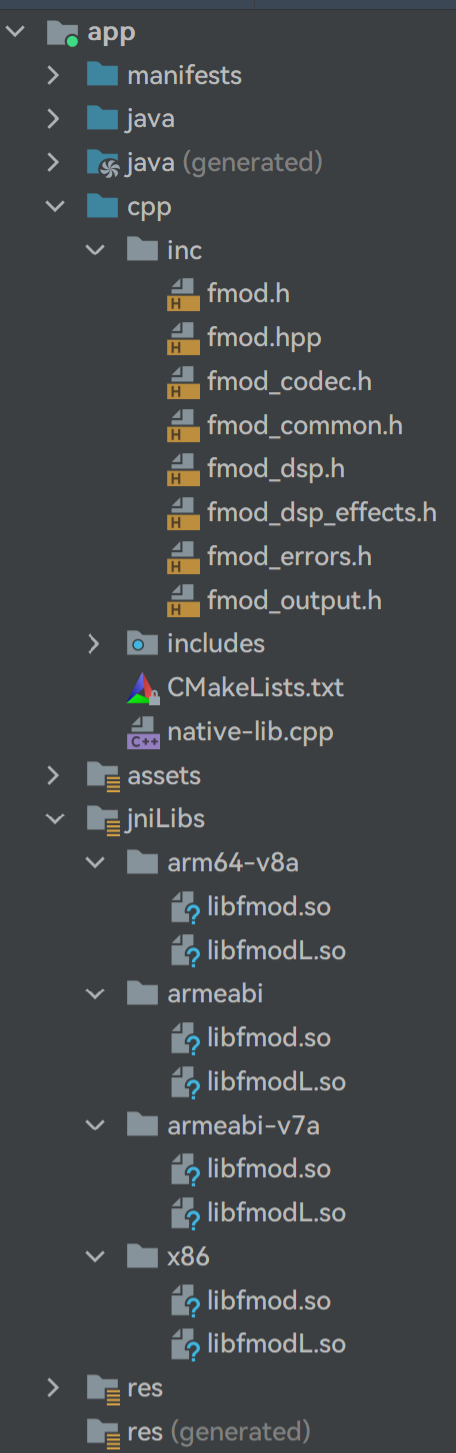 app
manifests
java
java (generated)
cpp
inc
H fmod.h
H fmod.hpp
H fmod_codec.h
H fmod_common.h
H fmod_dsp.h
H fmod_dsp_effects.h
H fmod_errors.h
H fmod_output.h
includes
CMakeLists.txt
C++ native-lib.cpp
assets
jniLibs
arm64-v8a
? libfmod.so
? libfmodL.so
armeabi
? libfmod.so
? libfmodL.so
armeabi-v7a
? libfmod.so
? libfmodL.so
x86
? libfmod.so
? libfmodL.so
res
res (generated)